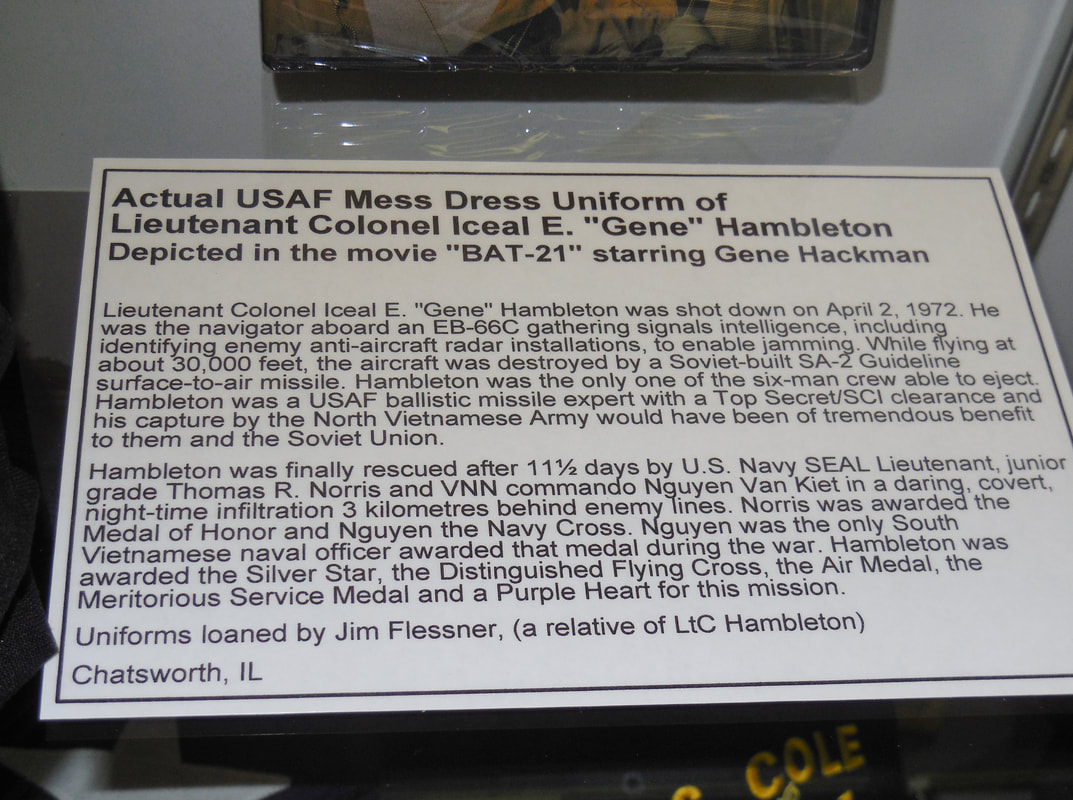 Actual USAF Mess Dress Uniform of
Lieutenant Colonel Iceal E. "Gene" Hambleton
Depicted in the movie "BAT-21" starring Gene Hackman
Lieutenant Colonel Iceal E. "Gene" Hambleton was shot down on April 2, 1972. He
was the navigator aboard an EB-66C gathering signals intelligence, including
identifying enemy anti-aircraft radar installations, to enable jamming. While flying at
about 30,000 feet, the aircraft was destroyed by a Soviet-built SA-2 Guideline
surface-to-air missile. Hambleton was the only one of the six-man crew able to eject.
Hambleton was a USAF ballistic missile expert with a Top Secret/SCI clearance and
his capture by the North Vietnamese Army would have been of tremendous benefit
to them and the Soviet Union.
Hambleton was finally rescued after 11½ days by U.S. Navy SEAL Lieutenant, junior
grade Thomas R. Norris and VNN commando Nguyen Van Kiet in a daring, covert,
night-time infiltration 3 kilometres behind enemy lines. Norris was awarded the
Medal of Honor and Nguyen the Navy Cross. Nguyen was the only South
Vietnamese naval officer awarded that medal during the war. Hambleton was
awarded the Silver Star, the Distinguished Flying Cross, the Air Medal, the
Meritorious Service Medal and a Purple Heart for this mission.
Uniforms loaned by Jim Flessner, (a relative of LtC Hambleton)
Chatsworth, IL
COLE